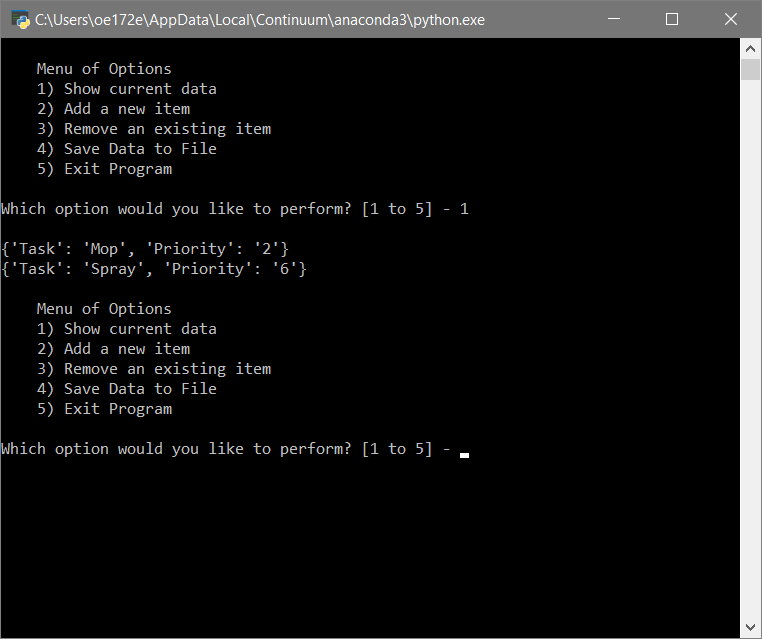 C:\Users\oe172e\AppData\Local\Continuum\anaconda3\python.exe
Menu of Options
1) Show current data
2) Add a new item
3) Remove an existing item
4) Save Data to File
5) Exit Program
Which option would you like to perform? [1 to 5] - 1
{'Task': 'Mop', 'Priority': '2'}
{'Task': 'Spray', 'Priority': '6'}
Menu of Options
1) Show current data
2) Add a new item
3) Remove an existing item
4) Save Data to File
5) Exit Program
Which option would you like to perform? [1 to 5] -